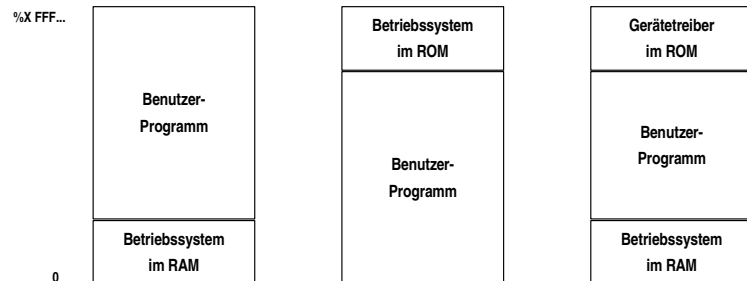 %X FFF...
Benutzer-
Programm
Betriebssystem
im RAM
0
Betriebssystem
im ROM
Benutzer-
Programm
Gerätetreiber
im ROM
Benutzer-
Programm
Betriebssystem
im RAM